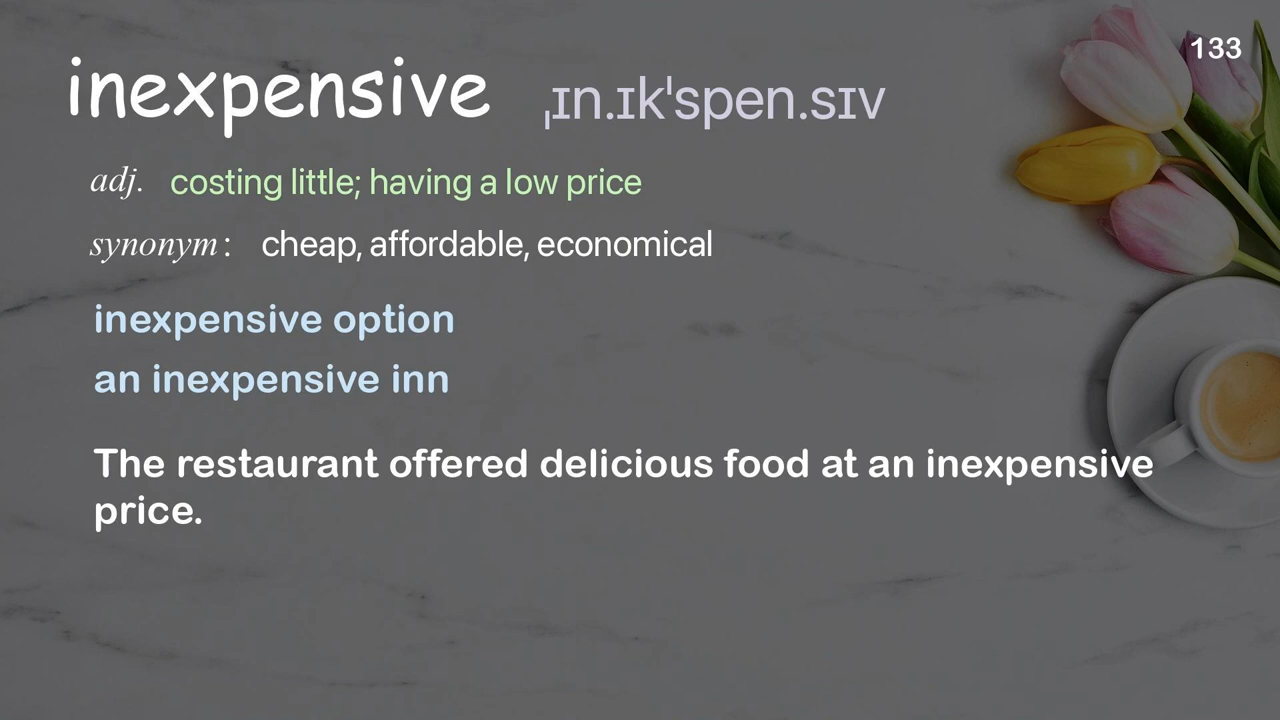 133
inexpensive ˌɪn.ɪkˈspen.sɪv
adj. costing little; having a low price
synonym: cheap, affordable, economical
inexpensive option
an inexpensive inn
The restaurant offered delicious food at an inexpensive
price.